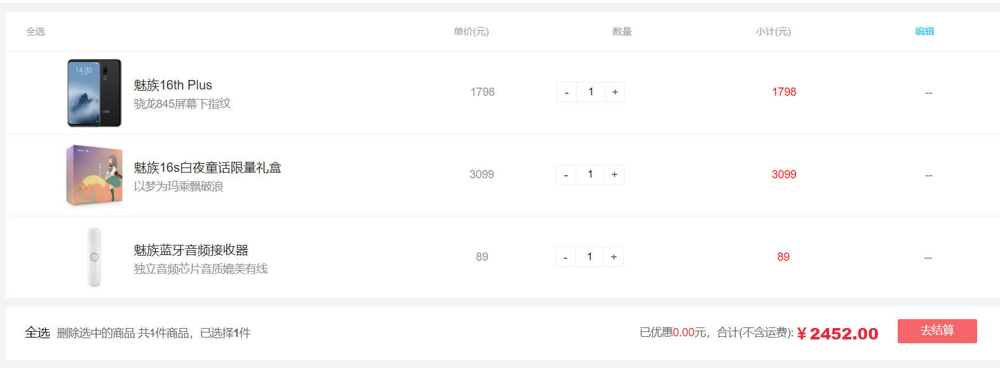 全选 单价(元) 数量 小计(元) 编辑
14:30
魅族16th Plus
骁龙845屏幕下指纹
1798 - 1 + 1798 --
魅族16s白夜童话限量礼盒
以梦为玛乘飘破浪
3099 - 1 + 3099 --
魅族蓝牙音频接收器
独立音频芯片音质媲美有线
89 - 1 + 89 --
全选 删除选中的商品 共1件商品，已选择1件 已优惠0.00元，合计(不含运费): ¥2452.00 去结算